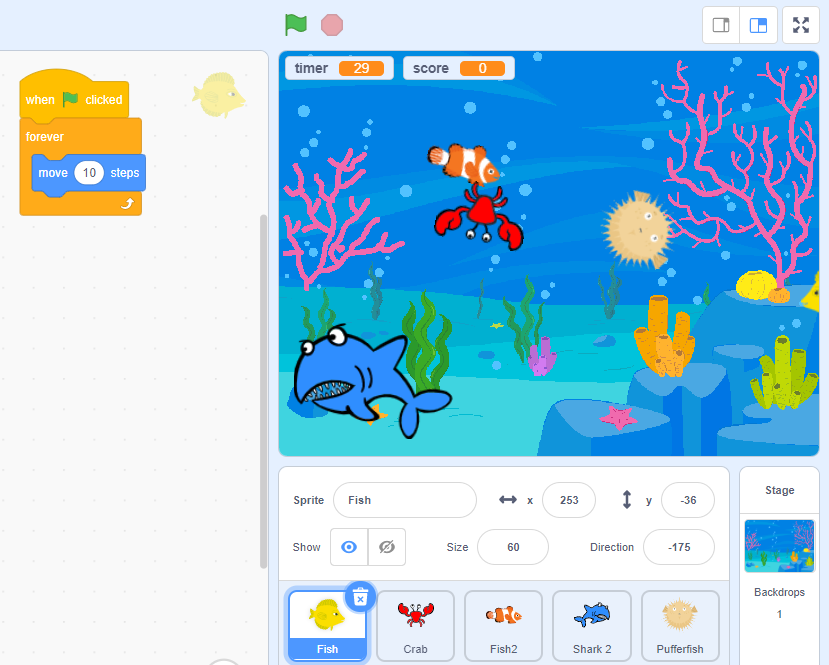 timer 29 score 0
when clicked
forever
move 10 steps
Sprite Fish x 253 y -36
Show Size 60 Direction -175
Stage
Backdrops
1
Fish Crab Fish2 Shark 2 Pufferfish